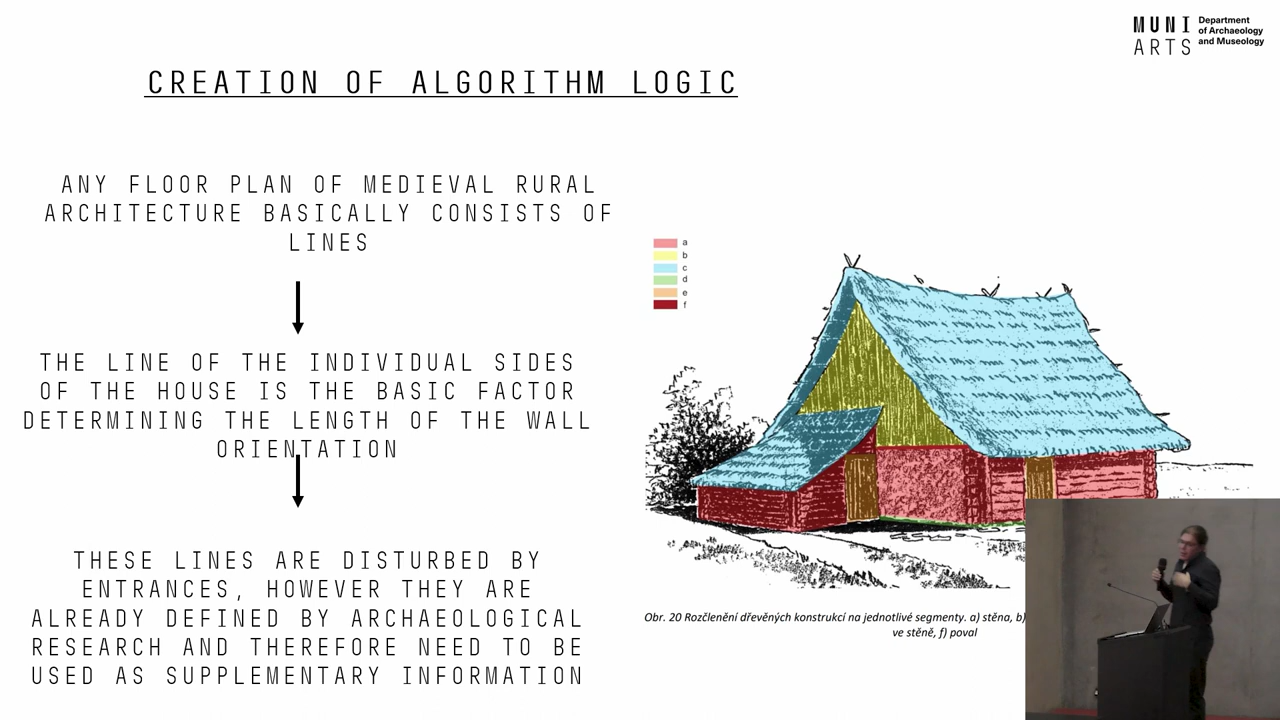 MUNI
ARTS
Department
of Archaeology
and Museology
CREATION OF ALGORITHM LOGIC
ANY FLOOR PLAN OF MEDIEVAL RURAL
ARCHITECTURE BASICALLY CONSISTS OF
LINES
THE LINE OF THE INDIVIDUAL SIDES
OF THE HOUSE IS THE BASIC FACTOR
DETERMINING THE LENGTH OF THE WALL
ORIENTATION
THESE LINES ARE DISTURBED BY
ENTRANCES, HOWEVER THEY ARE
ALREADY DEFINED BY ARCHAEOLOGICAL
RESEARCH AND THEREFORE NEED TO BE
USED AS SUPPLEMENTARY INFORMATION
a
b
c
d
e
f
Obr. 20 Rozčlenění dřevěných konstrukcí na jednotlivé segmenty. a) stěna, b)
ve stěně, f) poval